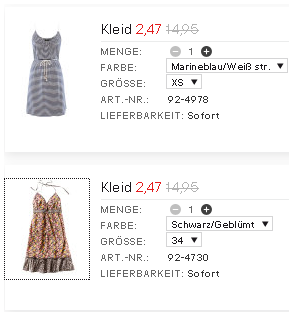 Kleid 2,47 14,95
MENGE: 1
FARBE: Marineblau/Weiß str.
GRÖSSE: XS
ART.-NR.: 92-4978
LIEFERBARKEIT: Sofort
Kleid 2,47 14,95
MENGE: 1
FARBE: Schwarz/Geblümt
GRÖSSE: 34
ART.-NR.: 92-4730
LIEFERBARKEIT: Sofort